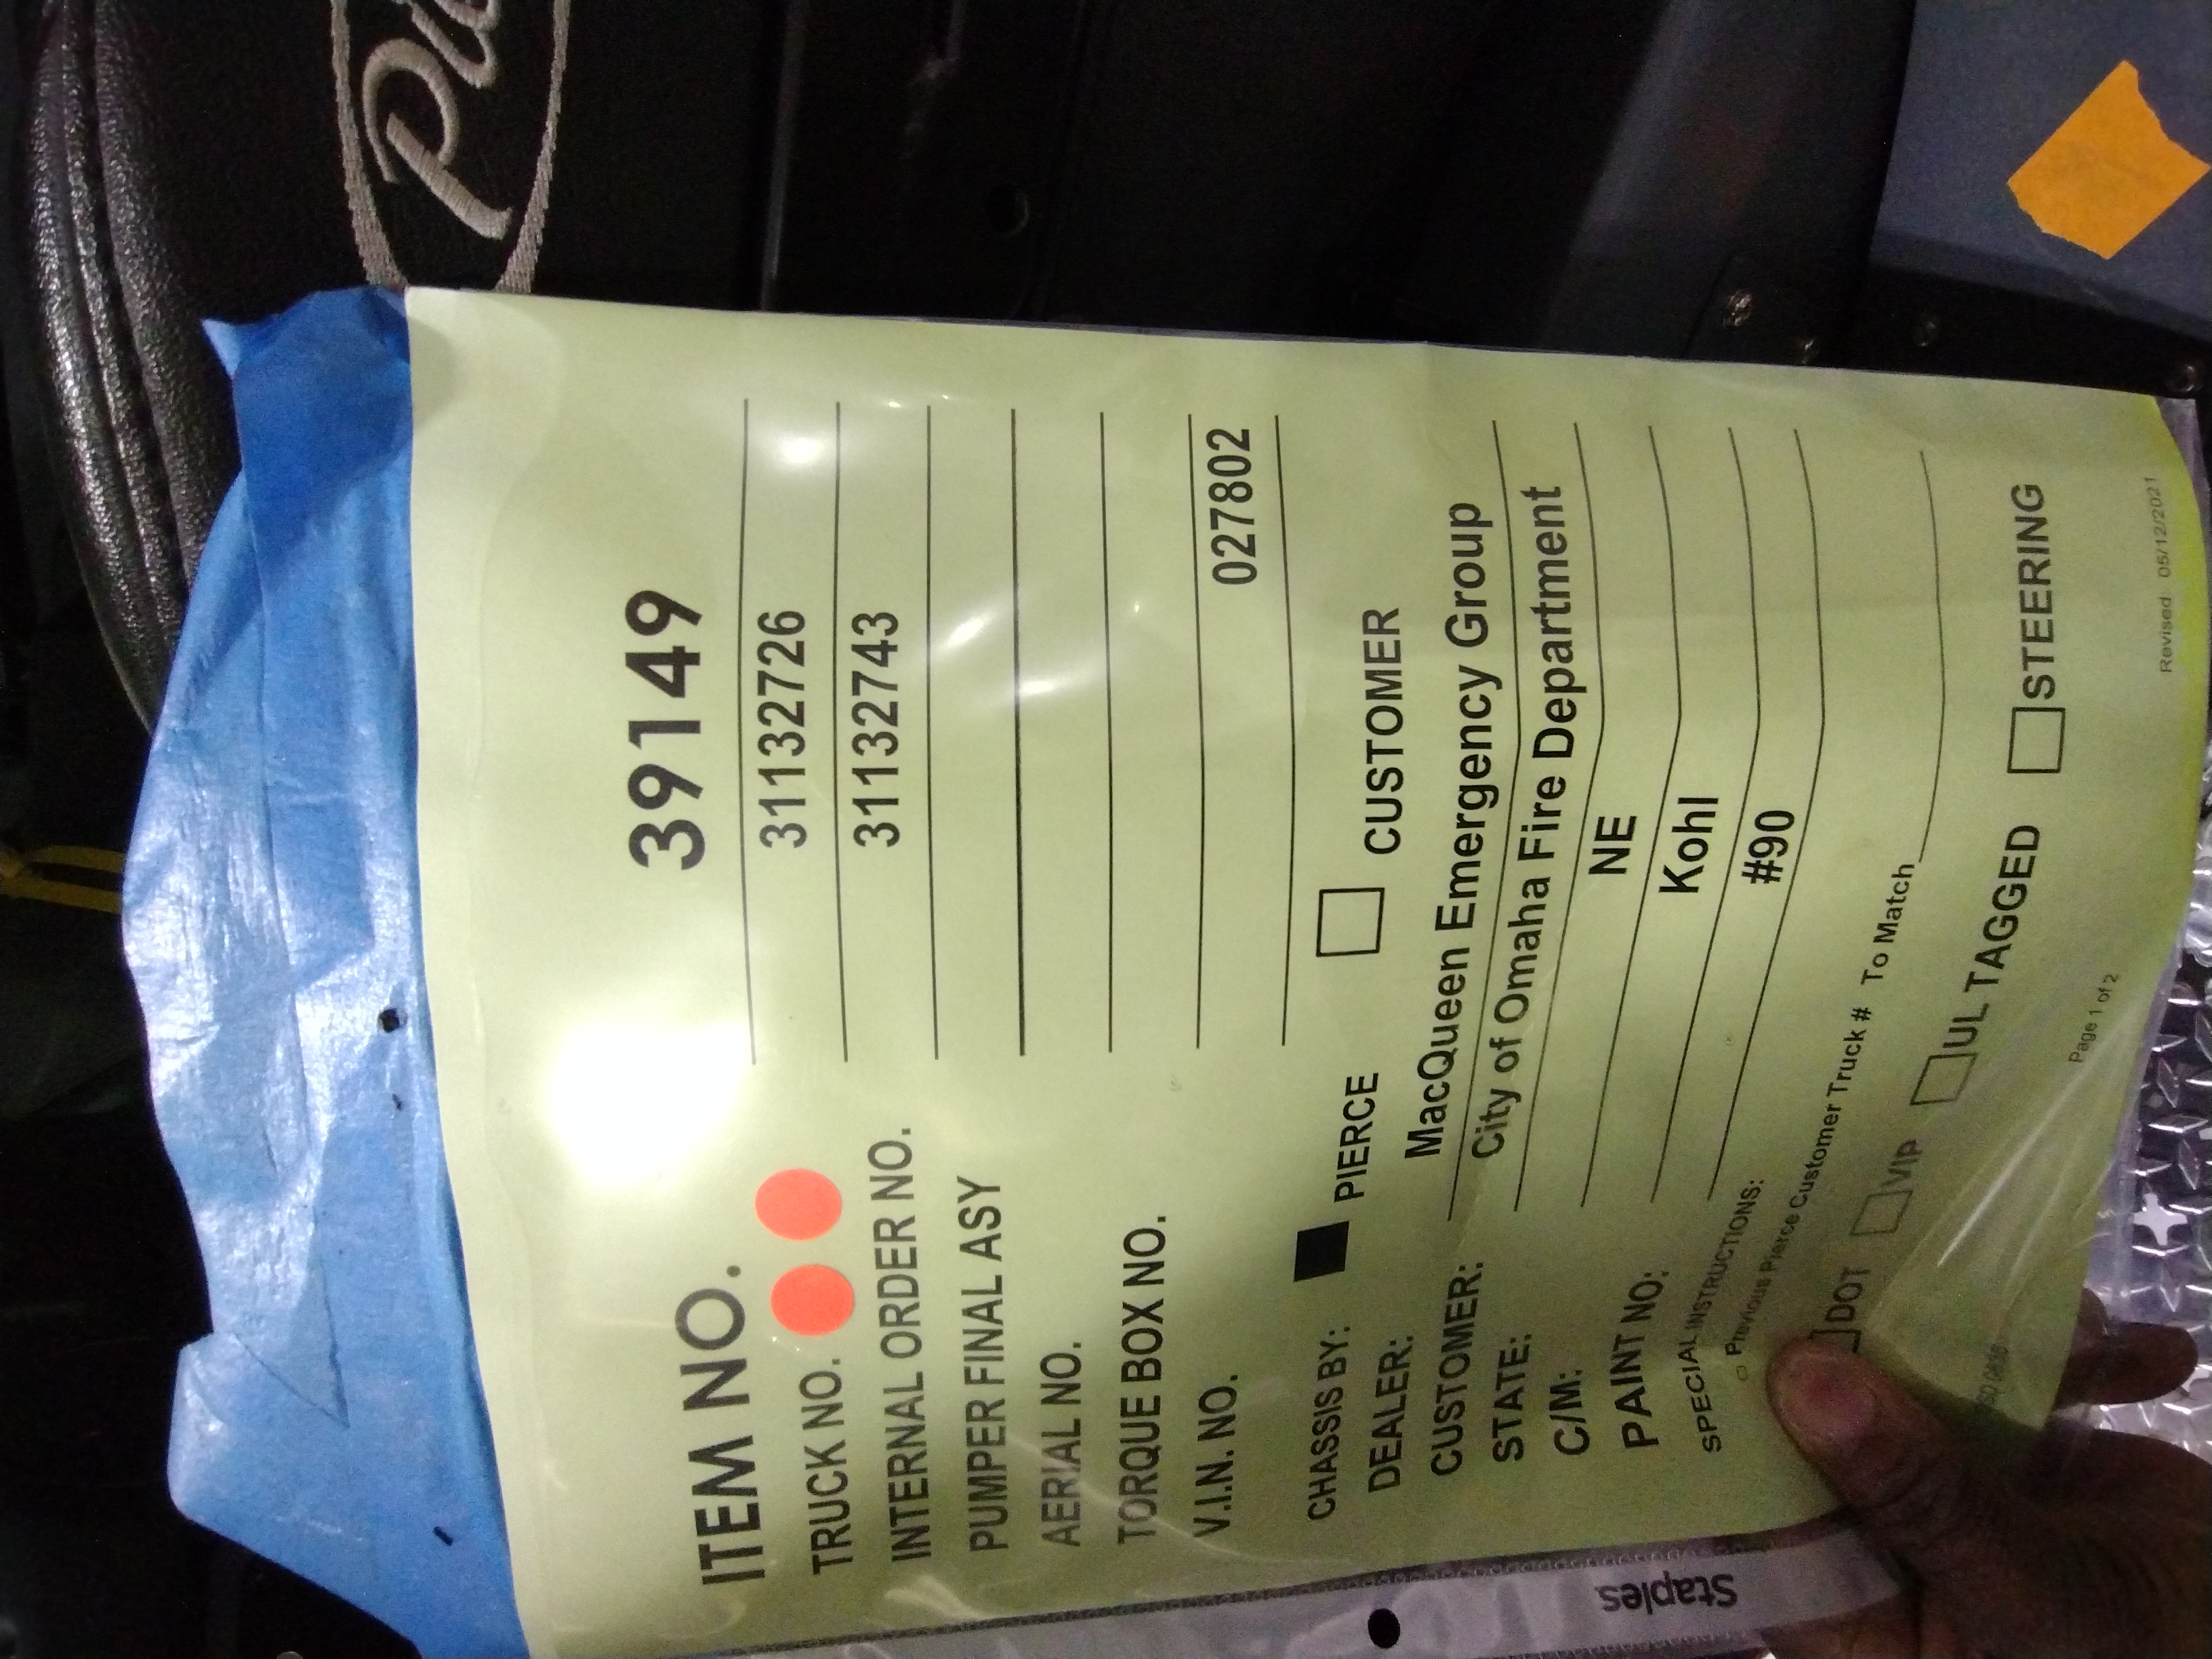 ITEM NO. 39149
TRUCK NO. 31132726
INTERNAL ORDER NO. 31132743
PUMPER FINAL ASY
AERIAL NO.
TORQUE BOX NO.
V.I.N. NO. 027802
CHASSIS BY: PIERCE CUSTOMER
DEALER: MacQueen Emergency Group
CUSTOMER: City of Omaha Fire Department
STATE: NE
C/M: Kohl
PAINT NO: #90
SPECIAL INSTRUCTIONS:
Previous Pierce Customer Truck # To Match
DOT VIP UL TAGGED STEERING
Page 1 of 2
Revised 05/12/2021
Staples